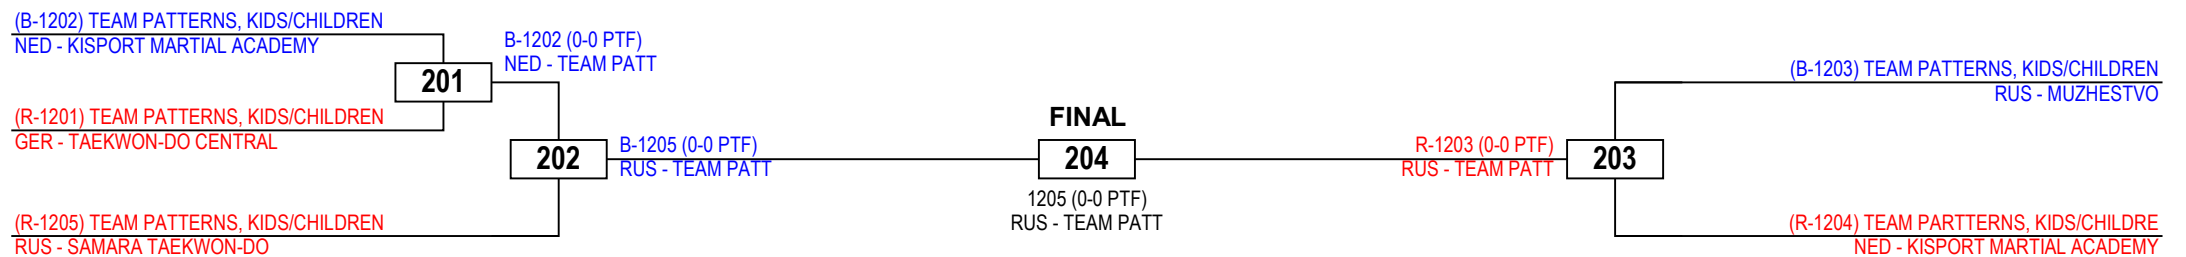 (B-1202) TEAM PATTERNS, KIDS/CHILDREN
NED - KISPORT MARTIAL ACADEMY
B-1202 (0-0 PTF)
NED - TEAM PATT
201
(R-1201) TEAM PATTERNS, KIDS/CHILDREN
GER - TAEKWON-DO CENTRAL
202
B-1205 (0-0 PTF)
RUS - TEAM PATT
(R-1205) TEAM PATTERNS, KIDS/CHILDREN
RUS - SAMARA TAEKWON-DO
FINAL
204
1205 (0-0 PTF)
RUS - TEAM PATT
(B-1203) TEAM PATTERNS, KIDS/CHILDREN
RUS - MUZHESTVO
R-1203 (0-0 PTF)
RUS - TEAM PATT
203
(R-1204) TEAM PARTTERNS, KIDS/CHILDRE
NED - KISPORT MARTIAL ACADEMY